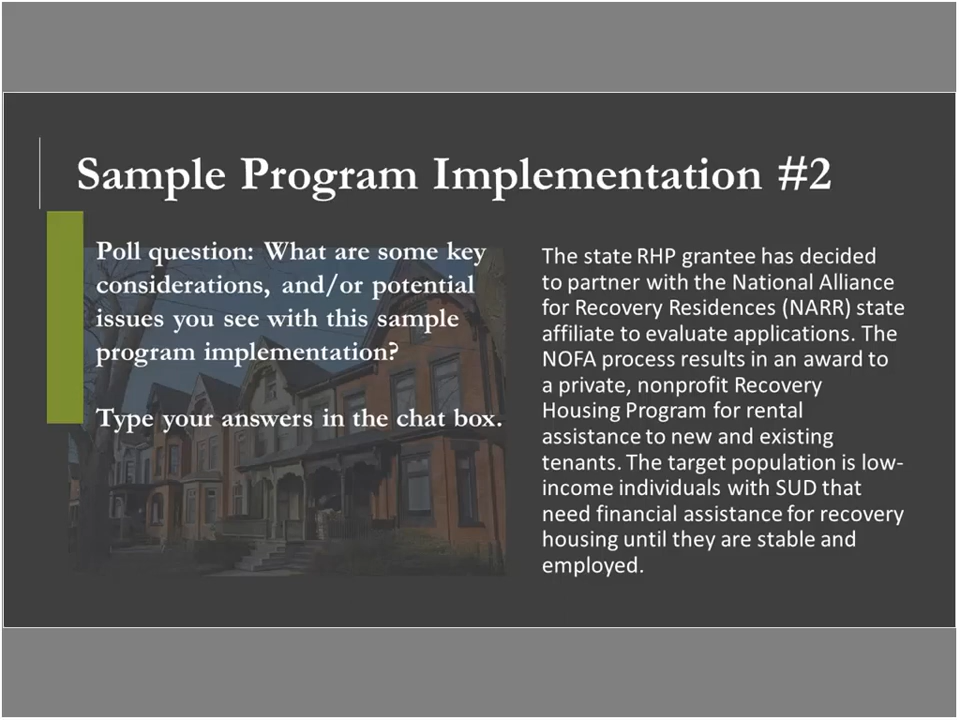 Sample Program Implementation #2
Poll question: What are some key
considerations, and/or potential
issues you see with this sample
program implementation?
Type your answers in the chat box.
The state RHP grantee has decided
to partner with the National Alliance
for Recovery Residences (NARR) state
affiliate to evaluate applications. The
NOFA process results in an award to
a private, nonprofit Recovery
Housing Program for rental
assistance to new and existing
tenants. The target population is low-
income individuals with SUD that
need financial assistance for recovery
housing until they are stable and
employed.